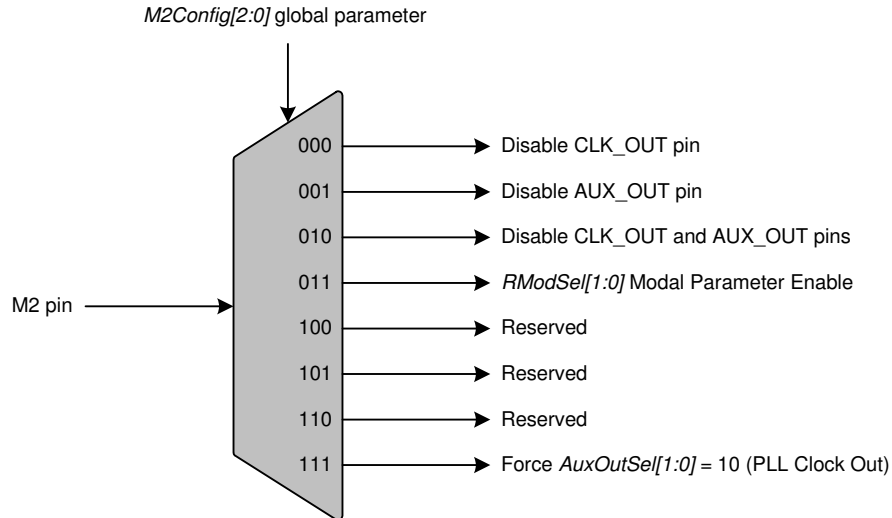 M2Config[2:0] global parameter
000 Disable CLK_OUT pin
001 Disable AUX_OUT pin
010 Disable CLK_OUT and AUX_OUT pins
011 RModSel[1:0] Modal Parameter Enable
M2 pin
100 Reserved
101 Reserved
110 Reserved
111 Force AuxOutSel[1:0] = 10 (PLL Clock Out)